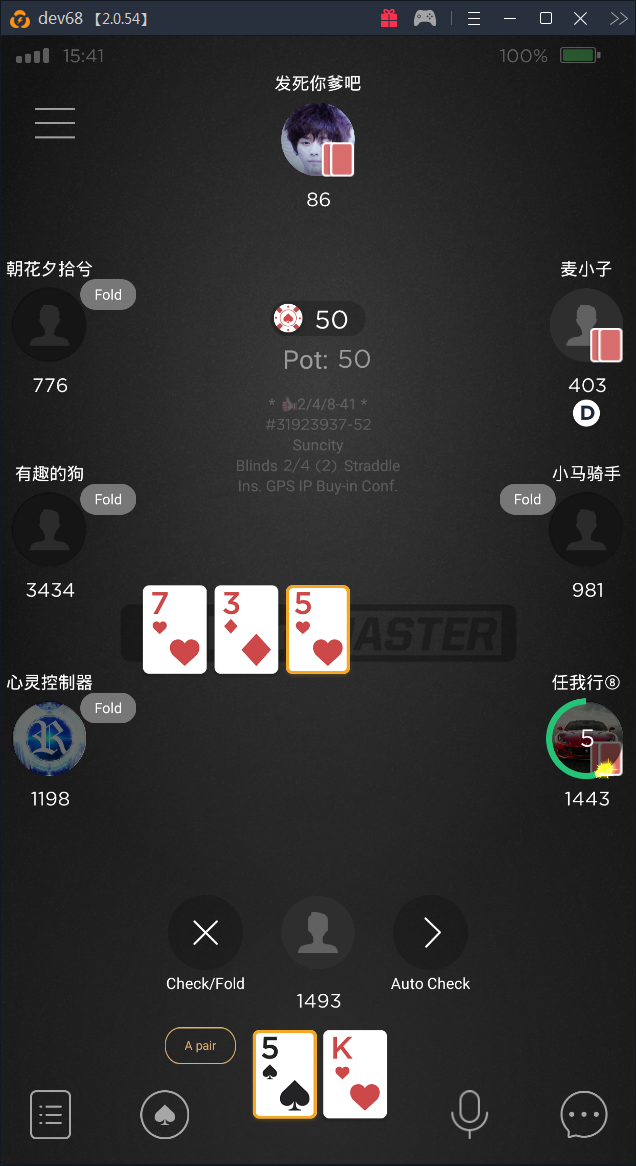 dev68 【2.0.54】
15:41
100%
发死你爹吧
86
朝花夕拾兮
Fold
776
麦小子
403
D
50
Pot: 50
* 2/4/8-41 *
#31923937-52
Suncity
Blinds 2/4 (2) Straddle
Ins. GPS IP Buy-in Conf.
有趣的狗
Fold
3434
小马骑手
Fold
981
7
3
5
MASTER
心灵控制器
Fold
1198
任我行⑧
5
1443
Check/Fold
1493
Auto Check
A pair
5
K